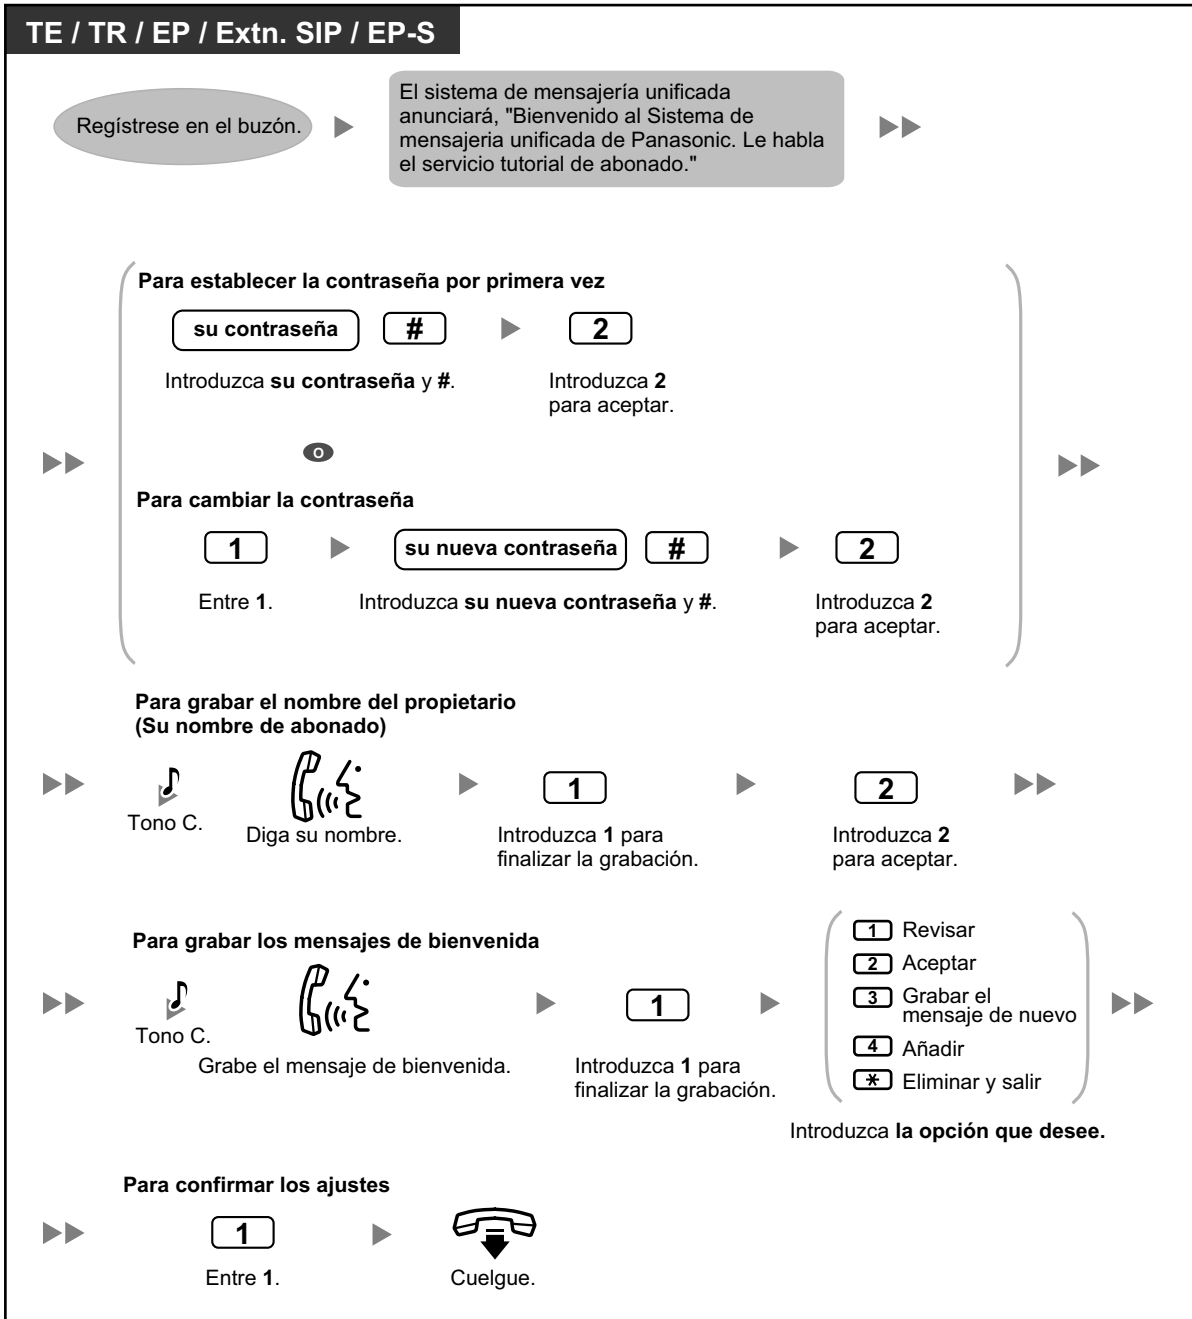 TE / TR / EP / Extn. SIP / EP-S
Regístrese en el buzón.
El sistema de mensajería unificada
anunciará, "Bienvenido al Sistema de
mensajeria unificada de Panasonic. Le habla
el servicio tutorial de abonado."
Para establecer la contraseña por primera vez
su contraseña # 2
Introduzca su contraseña y #.
Introduzca 2
para aceptar.
O
Para cambiar la contraseña
1 su nueva contraseña # 2
Entre 1.
Introduzca su nueva contraseña y #.
Introduzca 2
para aceptar.
Para grabar el nombre del propietario
(Su nombre de abonado)
1 2
Tono C.
Diga su nombre.
Introduzca 1 para
finalizar la grabación.
Introduzca 2
para aceptar.
Para grabar los mensajes de bienvenida
1
Tono C.
Grabe el mensaje de bienvenida.
Introduzca 1 para
finalizar la grabación.
1 Revisar
2 Aceptar
3 Grabar el
mensaje de nuevo
4 Añadir
* Eliminar y salir
Introduzca la opción que desee.
Para confirmar los ajustes
1
Entre 1.
Cuelgue.